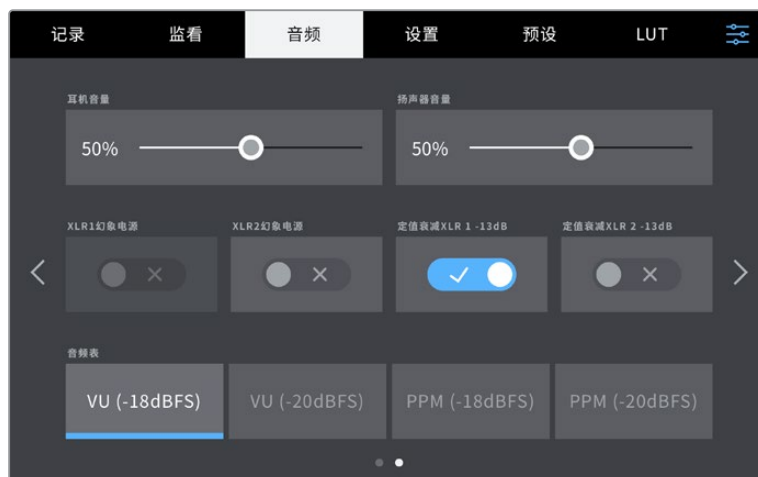 记录 监看 音频 设置 预设 LUT
耳机音量 扬声器音量
50% 50%
XLR1幻象电源 XLR2幻象电源 定值衰减XLR 1 -13dB 定值衰减XLR 2 -13dB
音频表
VU (-18dBFS) VU (-20dBFS) PPM (-18dBFS) PPM (-20dBFS)